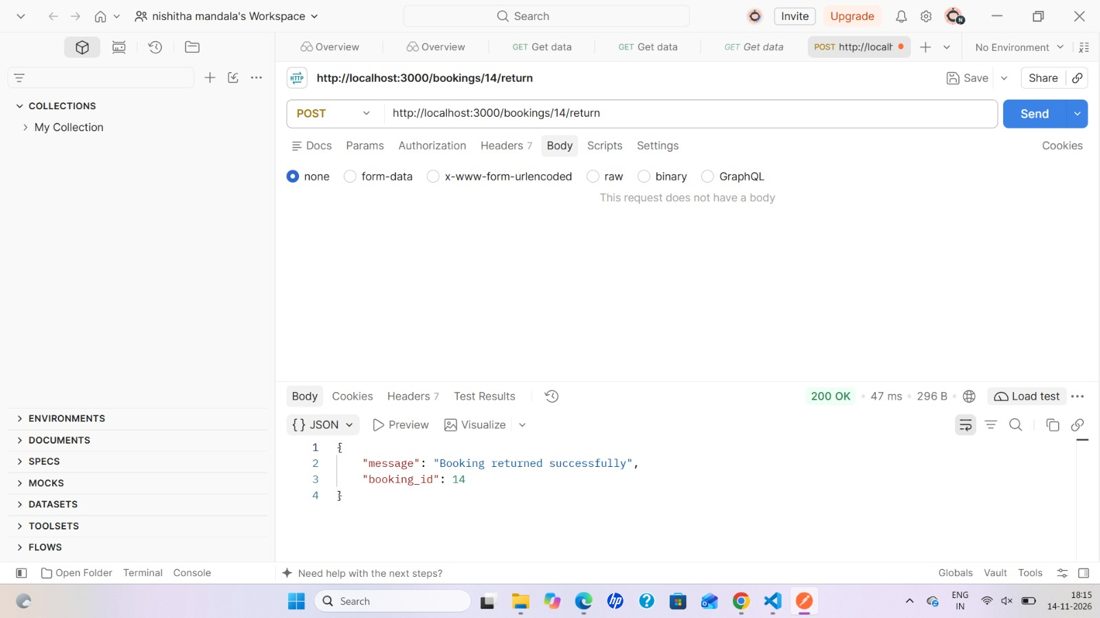 nishitha mandala's Workspace
Search
Invite
Upgrade
N
Overview
Overview
GET Get data
GET Get data
GET Get data
POST http://localh
No Environment
HTTP
http://localhost:3000/bookings/14/return
Save
Share
COLLECTIONS
My Collection
POST
http://localhost:3000/bookings/14/return
Send
Docs Params Authorization Headers 7 Body Scripts Settings
Cookies
none form-data x-www-form-urlencoded raw binary GraphQL
This request does not have a body
Body Cookies Headers 7 Test Results
200 OK • 47 ms • 296 B
Load test
{ } JSON Preview Visualize
1 {
2 "message": "Booking returned successfully",
3 "booking_id": 14
4 }
ENVIRONMENTS
DOCUMENTS
SPECS
MOCKS
DATASETS
TOOLSETS
FLOWS
Open Folder Terminal Console
Need help with the next steps?
Globals Vault Tools
Search
hp
?
ENG
IN
18:15
14-11-2026